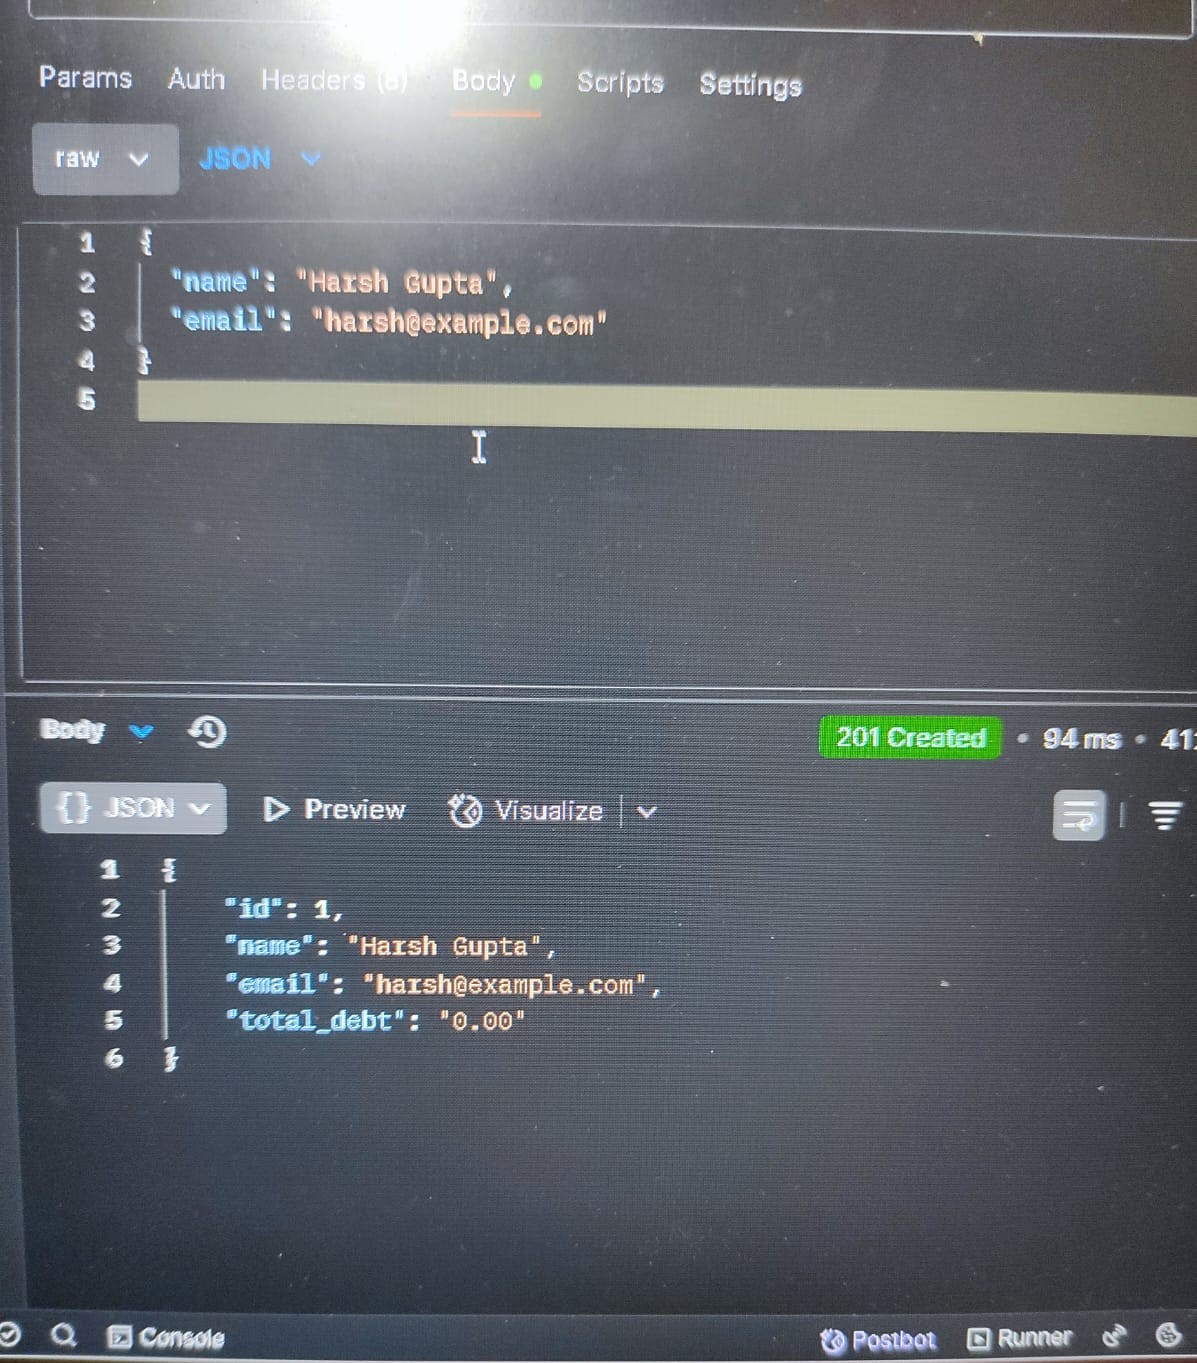 Params Auth Headers (8) Body Scripts Settings
raw JSON
1 {
2 "name": "Harsh Gupta",
3 "email": "harsh@example.com"
4 }
5
Body 201 Created • 94 ms •
{} JSON Preview Visualize
1 {
2 "id": 1,
3 "name": "Harsh Gupta",
4 "email": "harsh@example.com",
5 "total_debt": "0.00"
6 }
Console Postbot Runner